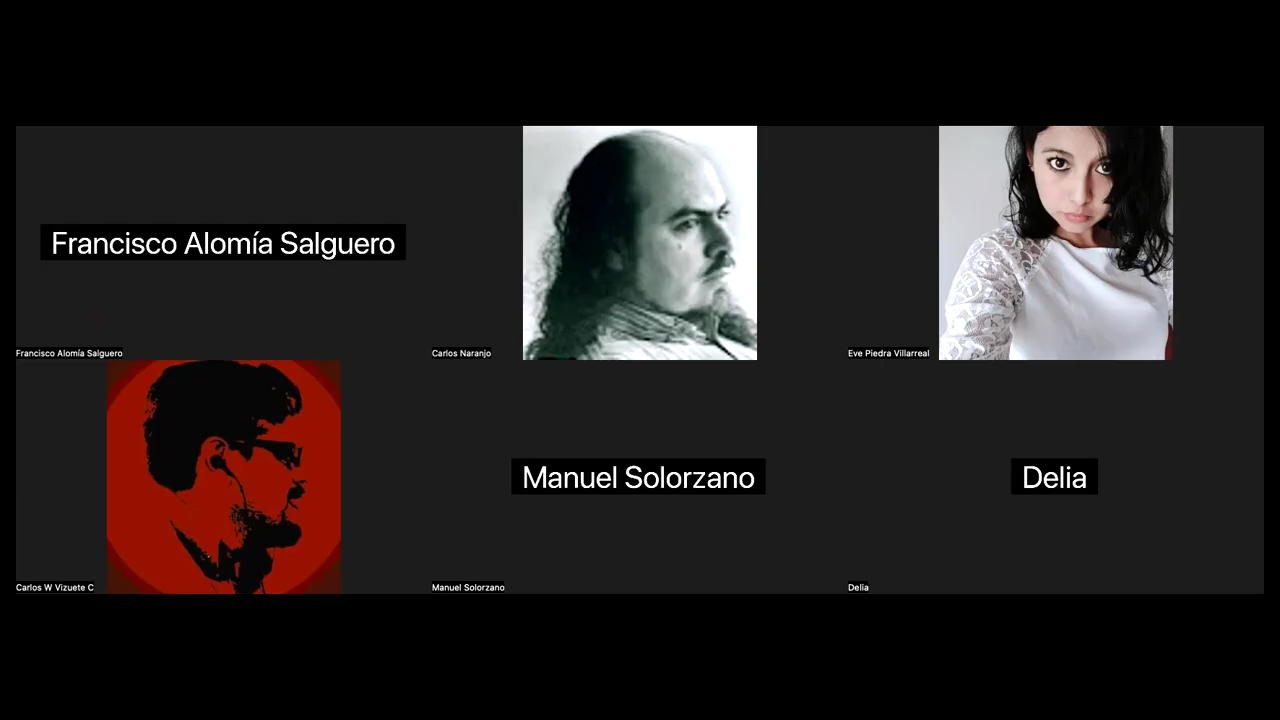 Francisco Alomía Salguero
Francisco Alomía Salguero
Carlos Naranjo
Eve Piedra Villarreal
Manuel Solorzano
Delia
Carlos W Vizuete C
Manuel Solorzano
Delia